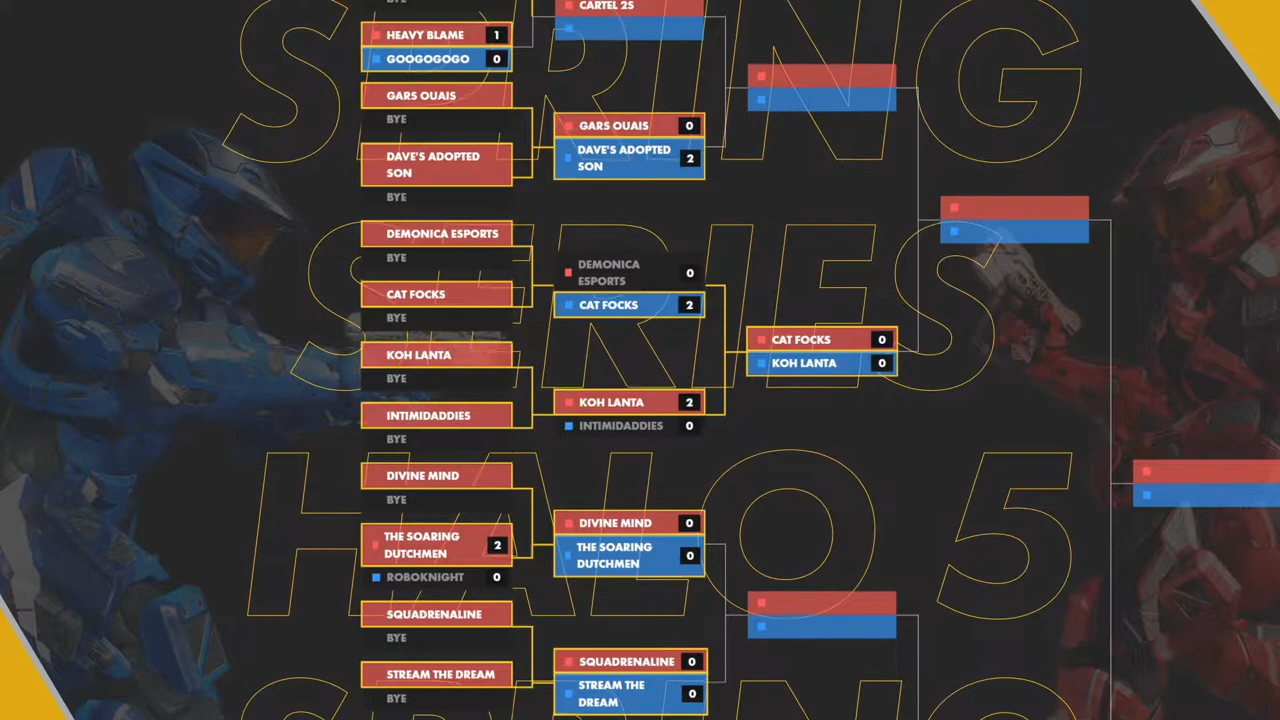 BYE
CARTEL 2S
HEAVY BLAME 1
GOOGOGOGO 0
GARS OUAIS
BYE
DAVE'S ADOPTED
SON
BYE
GARS OUAIS 0
DAVE'S ADOPTED
SON 2
DEMONICA ESPORTS
BYE
CAT FOCKS
BYE
DEMONICA
ESPORTS 0
CAT FOCKS 2
KOH LANTA
BYE
INTIMIDADDIES
BYE
KOH LANTA 2
INTIMIDADDIES 0
CAT FOCKS 0
KOH LANTA 0
DIVINE MIND
BYE
THE SOARING
DUTCHMEN 2
ROBOKNIGHT 0
DIVINE MIND 0
THE SOARING
DUTCHMEN 0
SQUADRENALINE
BYE
STREAM THE DREAM
BYE
SQUADRENALINE 0
STREAM THE
DREAM 0
SPRING
SERIES
HALO 5
SPRING